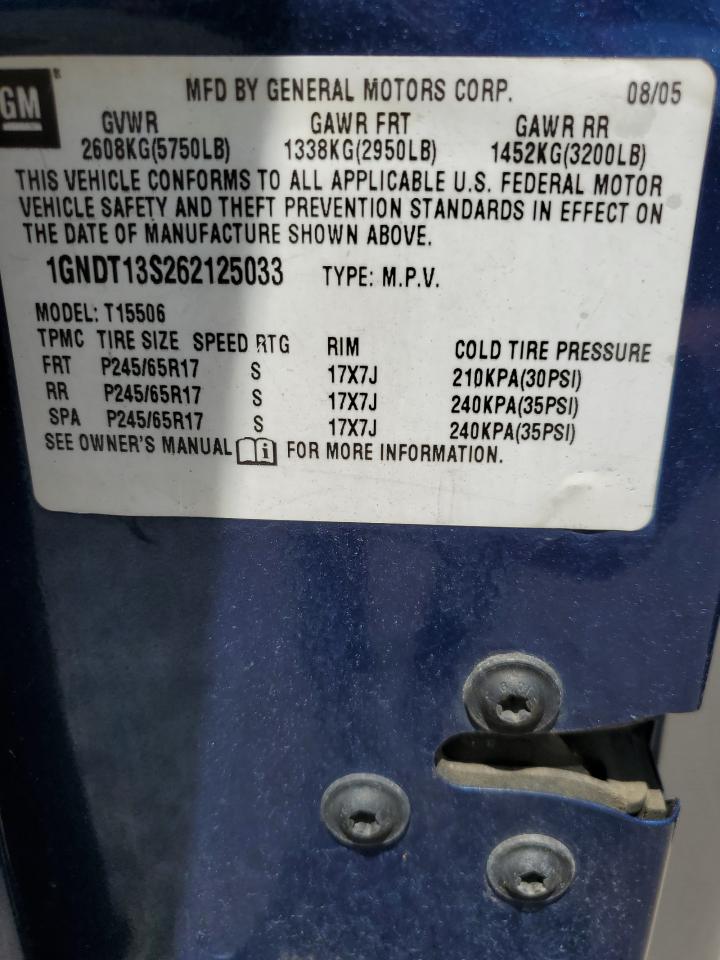 GM® MFD BY GENERAL MOTORS CORP. 08/05
GVWR GAWR FRT GAWR RR
2608KG(5750LB) 1338KG(2950LB) 1452KG(3200LB)
THIS VEHICLE CONFORMS TO ALL APPLICABLE U.S. FEDERAL MOTOR
VEHICLE SAFETY AND THEFT PREVENTION STANDARDS IN EFFECT ON
THE DATE OF MANUFACTURE SHOWN ABOVE.
1GNDT13S262125033 TYPE: M.P.V.
MODEL: T15506
TPMC TIRE SIZE SPEED RTG RIM COLD TIRE PRESSURE
FRT P245/65R17 S 17X7J 210KPA(30PSI)
RR P245/65R17 S 17X7J 240KPA(35PSI)
SPA P245/65R17 S 17X7J 240KPA(35PSI)
SEE OWNER'S MANUAL i FOR MORE INFORMATION.